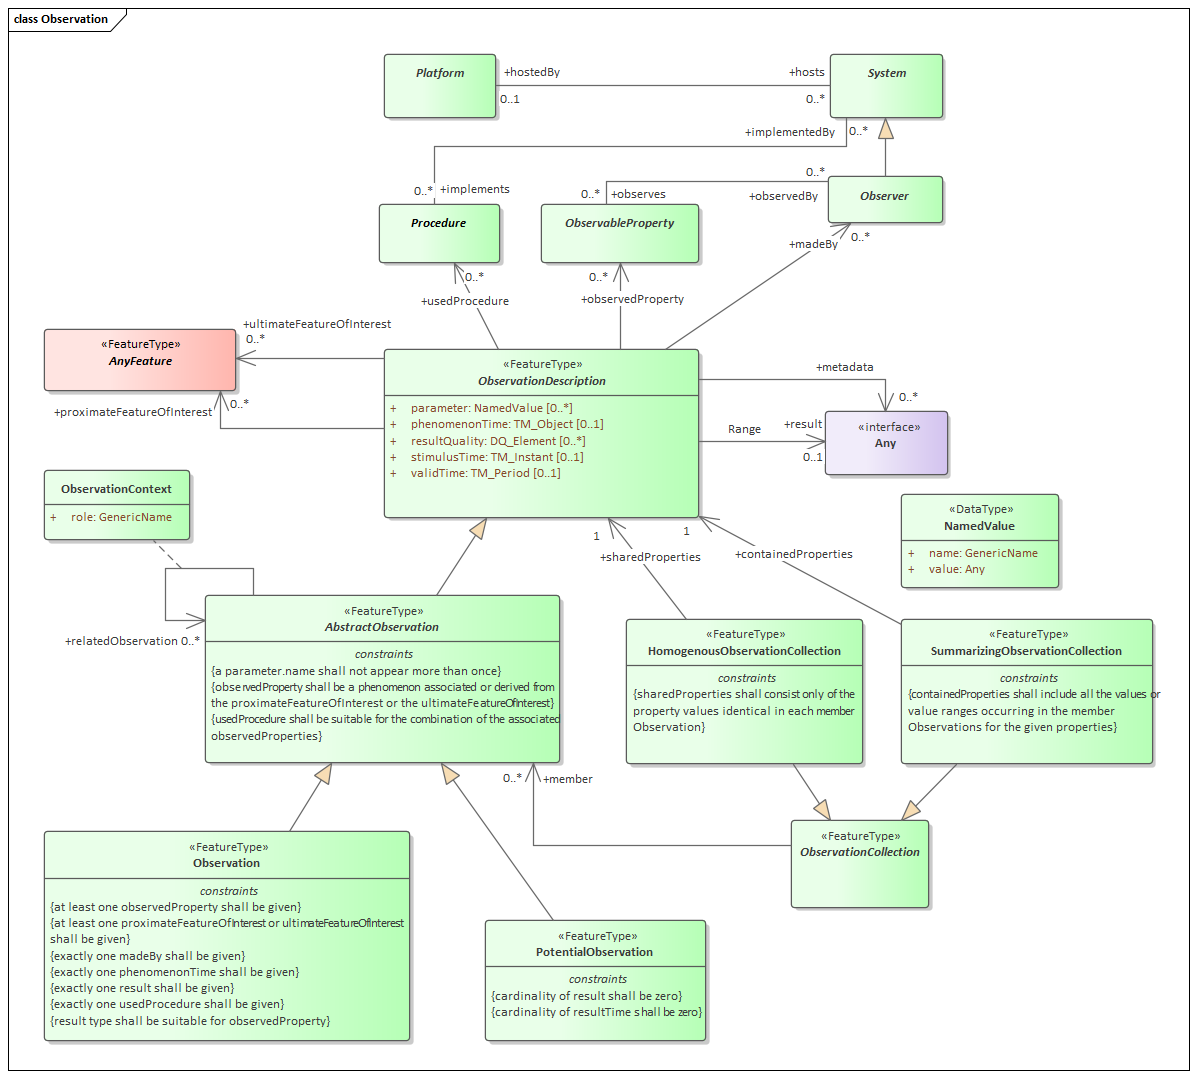 class Observation
Platform
+hostedBy
0..1
+hosts
0..*
System
+implementedBy
0..*
0..*
+implements
0..*
+observes
0..*
+observedBy
Observer
Procedure
ObservableProperty
+madeBy
0..*
0..*
+usedProcedure
0..*
+observedProperty
+ultimateFeatureOfInterest
0..*
«FeatureType»
AnyFeature
+proximateFeatureOfInterest
0..*
«FeatureType»
ObservationDescription
+ parameter: NamedValue [0..*]
+ phenomenonTime: TM_Object [0..1]
+ resultQuality: DQ_Element [0..*]
+ stimulusTime: TM_Instant [0..1]
+ validTime: TM_Period [0..1]
+metadata
0..*
Range
+result
0..1
«interface»
Any
ObservationContext
+ role: GenericName
«DataType»
NamedValue
+ name: GenericName
+ value: Any
1
+sharedProperties
1
+containedProperties
+relatedObservation 0..*
«FeatureType»
AbstractObservation
constraints
{a parameter.name shall not appear more than once}
{observedProperty shall be a phenomenon associated or derived from
the proximateFeatureOfInterest or the ultimateFeatureOfInterest}
{usedProcedure shall be suitable for the combination of the associated
observedProperties}
«FeatureType»
HomogenousObservationCollection
constraints
{sharedProperties shall consist only of the
property values identical in each member
Observation}
«FeatureType»
SummarizingObservationCollection
constraints
{containedProperties shall include all the values or
value ranges occurring in the member
Observations for the given properties}
0..*
+member
«FeatureType»
Observation
constraints
{at least one observedProperty shall be given}
{at least one proximateFeatureOfInterest or ultimateFeatureOfInterest
shall be given}
{exactly one madeBy shall be given}
{exactly one phenomenonTime shall be given}
{exactly one result shall be given}
{exactly one usedProcedure shall be given}
{result type shall be suitable for observedProperty}
«FeatureType»
ObservationCollection
«FeatureType»
PotentialObservation
constraints
{cardinality of result shall be zero}
{cardinality of resultTime shall be zero}